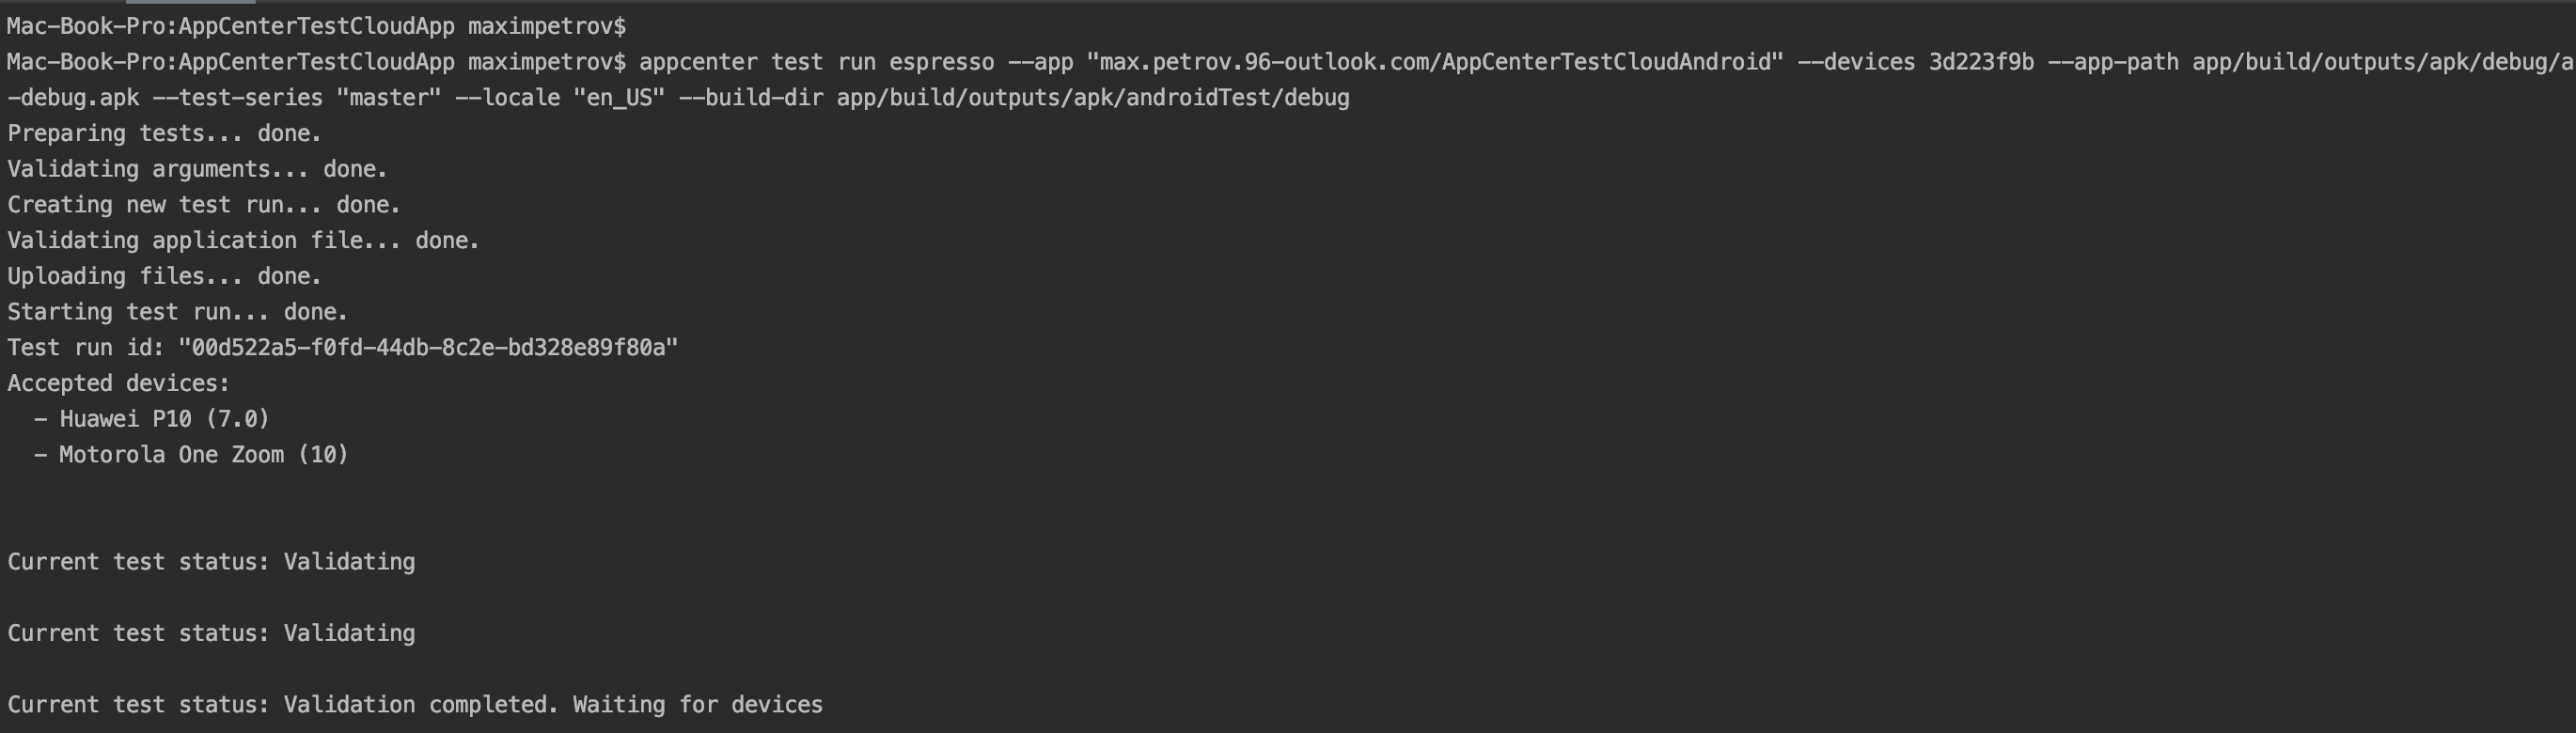 Mac-Book-Pro:AppCenterTestCloudApp maximpetrov$
Mac-Book-Pro:AppCenterTestCloudApp maximpetrov$ appcenter test run espresso --app "max.petrov.96-outlook.com/AppCenterTestCloudAndroid" --devices 3d223f9b --app-path app/build/outputs/apk/debug/a
-debug.apk --test-series "master" --locale "en_US" --build-dir app/build/outputs/apk/androidTest/debug
Preparing tests... done.
Validating arguments... done.
Creating new test run... done.
Validating application file... done.
Uploading files... done.
Starting test run... done.
Test run id: "00d522a5-f0fd-44db-8c2e-bd328e89f80a"
Accepted devices:
  - Huawei P10 (7.0)
  - Motorola One Zoom (10)
Current test status: Validating
Current test status: Validating
Current test status: Validation completed. Waiting for devices